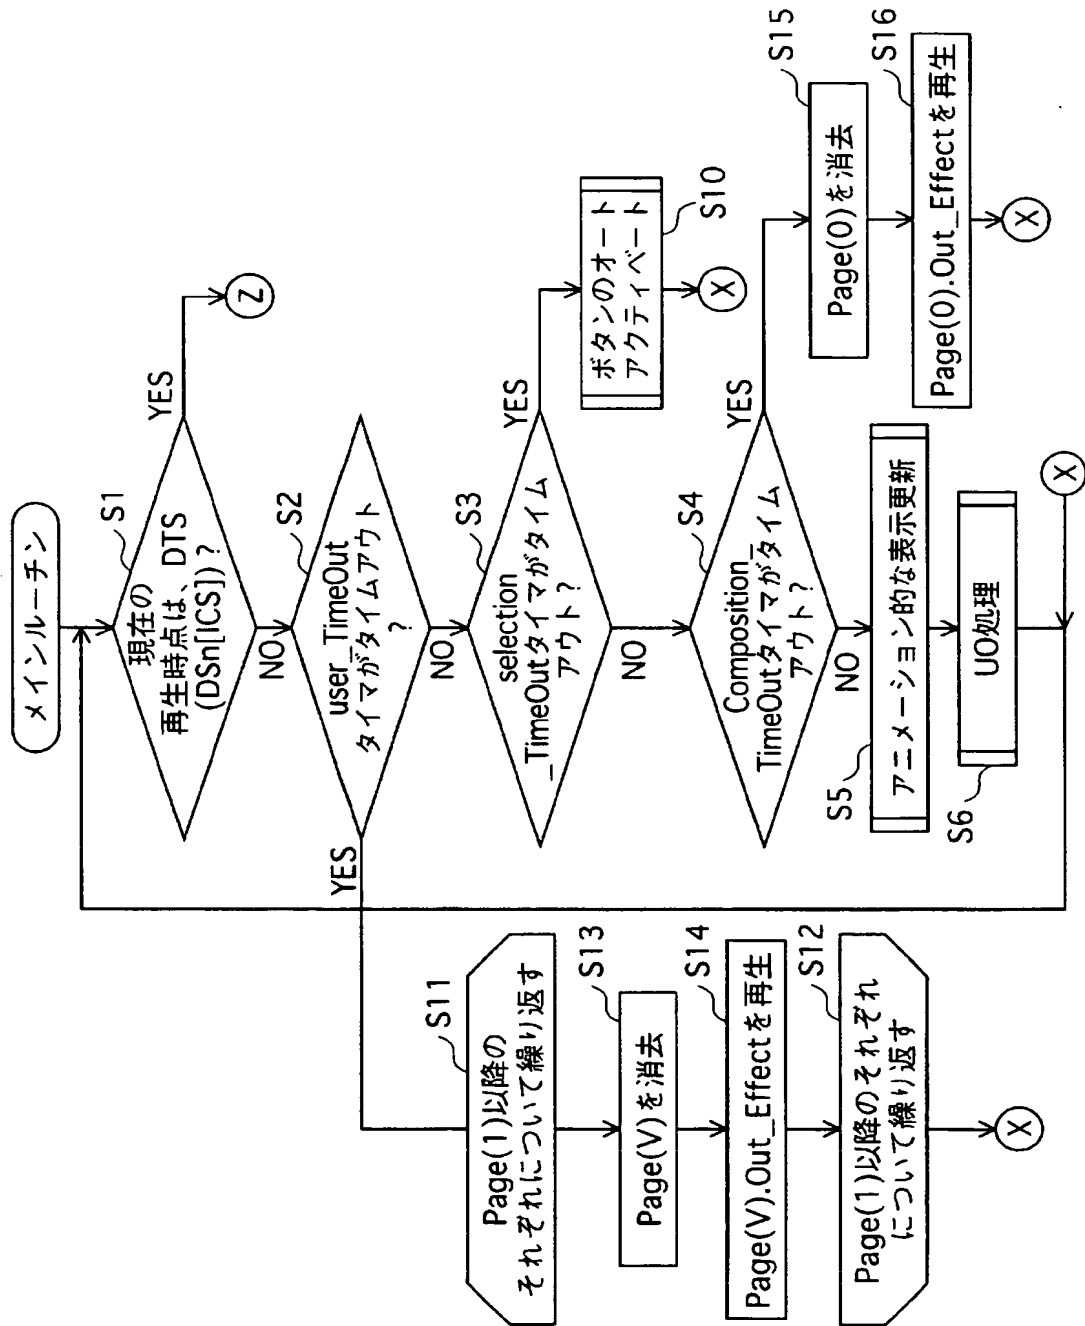 メインルーチン
S1
現在の
再生時点は、DTS
(DSn[ICS])?
YES
Z
NO
S2
user_TimeOut
タイマがタイムアウト
?
YES
NO
S3
selection
_TimeOutタイマがタイム
アウト?
YES
S10
ボタンのオート
アクティベート
X
NO
S4
Composition_
TimeOutタイマがタイム
アウト?
YES
S15
Page(0)を消去
S16
Page(0).Out_Effectを再生
X
NO
S5
アニメーション的な表示更新
S6
UO処理
X
S11
Page(1)以降の
それぞれについて繰り返す
S13
Page(V)を消去
S14
Page(V).Out_Effectを再生
S12
Page(1)以降のそれぞれ
について繰り返す
X